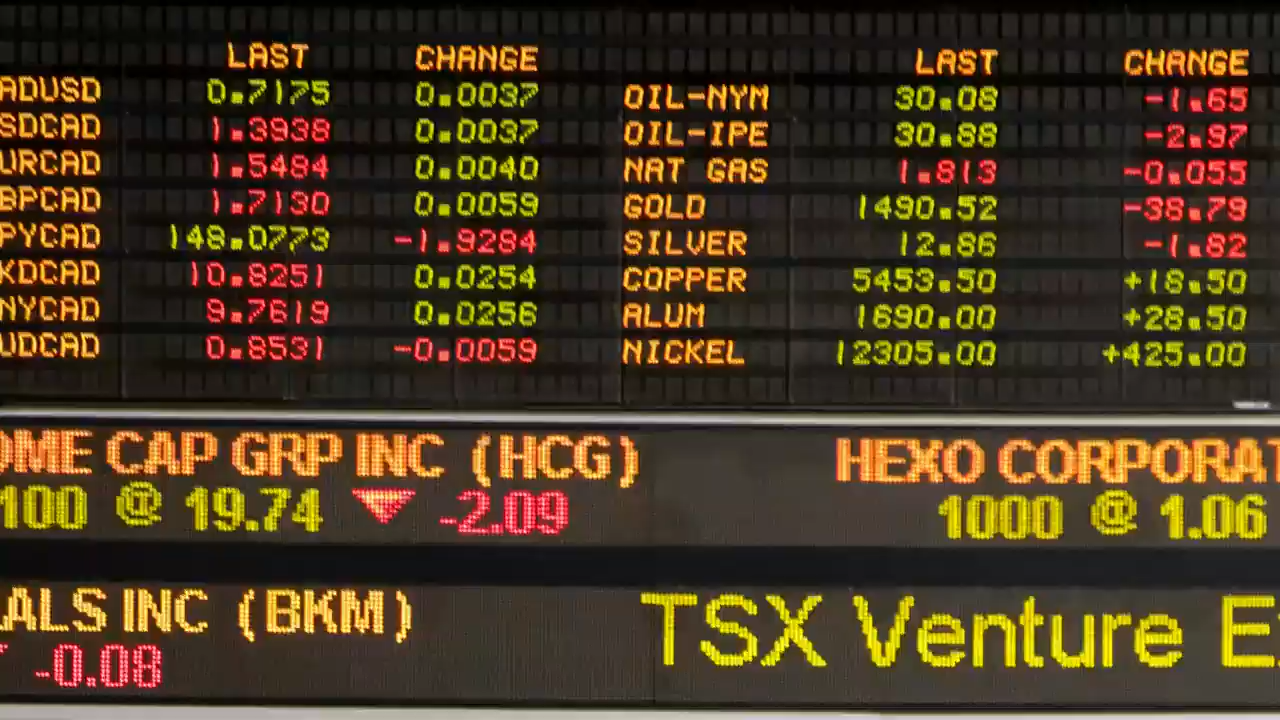 LAST CHANGE LAST CHANGE
ADUSD 0.7175 0.0037 OIL-NYM 30.08 -1.65
SDCAD 1.3938 0.0037 OIL-IPE 30.88 -2.97
URCAD 1.5484 0.0040 NAT GAS 1.813 -0.055
BPCAD 1.7130 0.0059 GOLD 1490.52 -38.79
PYCAD 148.0773 -1.9284 SILVER 12.86 -1.82
KDCAD 10.8251 0.0254 COPPER 5453.50 +18.50
NYCAD 9.7619 0.0256 ALUM 1690.00 +28.50
UDCAD 0.8531 -0.0059 NICKEL 12305.00 +425.00
OME CAP GRP INC (HCG) HEXO CORPORAT
100 @ 19.74 ▼ -2.09 1000 @ 1.06
ALS INC (BKM) TSX Venture Ex
-0.08